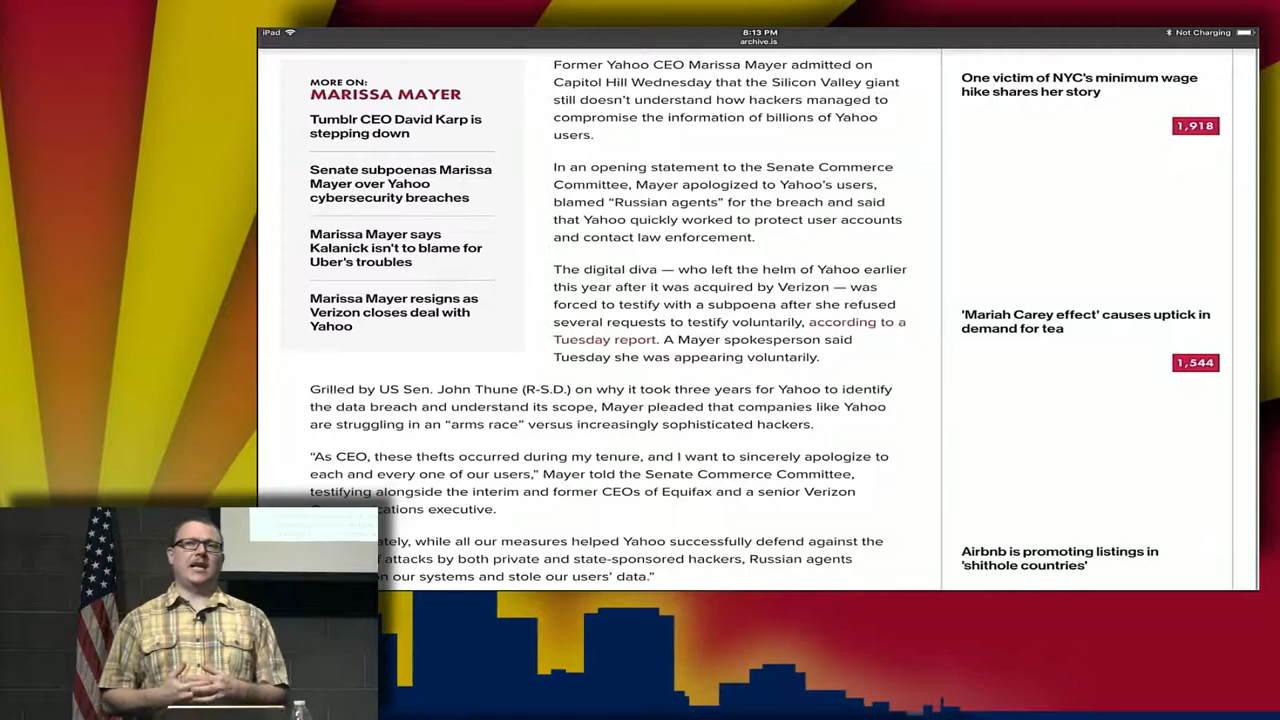 iPad
8:13 PM
Not Charging
archive.is
MORE ON:
MARISSA MAYER
Tumblr CEO David Karp is
stepping down
Senate subpoenas Marissa
Mayer over Yahoo
cybersecurity breaches
Marissa Mayer says
Kalanick isn't to blame for
Uber's troubles
Marissa Mayer resigns as
Verizon closes deal with
Yahoo
Former Yahoo CEO Marissa Mayer admitted on
Capitol Hill Wednesday that the Silicon Valley giant
still doesn't understand how hackers managed to
compromise the information of billions of Yahoo
users.
In an opening statement to the Senate Commerce
Committee, Mayer apologized to Yahoo's users,
blamed “Russian agents” for the breach and said
that Yahoo quickly worked to protect user accounts
and contact law enforcement.
The digital diva — who left the helm of Yahoo earlier
this year after it was acquired by Verizon — was
forced to testify with a subpoena after she refused
several requests to testify voluntarily, according to a
Tuesday report. A Mayer spokesperson said
Tuesday she was appearing voluntarily.
Grilled by US Sen. John Thune (R-S.D.) on why it took three years for Yahoo to identify
the data breach and understand its scope, Mayer pleaded that companies like Yahoo
are struggling in an “arms race” versus increasingly sophisticated hackers.
“As CEO, these thefts occurred during my tenure, and I want to sincerely apologize to
each and every one of our users,” Mayer told the Senate Commerce Committee,
testifying alongside the interim and former CEOs of Equifax and a senior Verizon
cations executive.
ately, while all our measures helped Yahoo successfully defend against the
attacks by both private and state-sponsored hackers, Russian agents
on our systems and stole our users' data.”
One victim of NYC's minimum wage
hike shares her story
1,918
'Mariah Carey effect' causes uptick in
demand for tea
1,544
Airbnb is promoting listings in
'shithole countries'